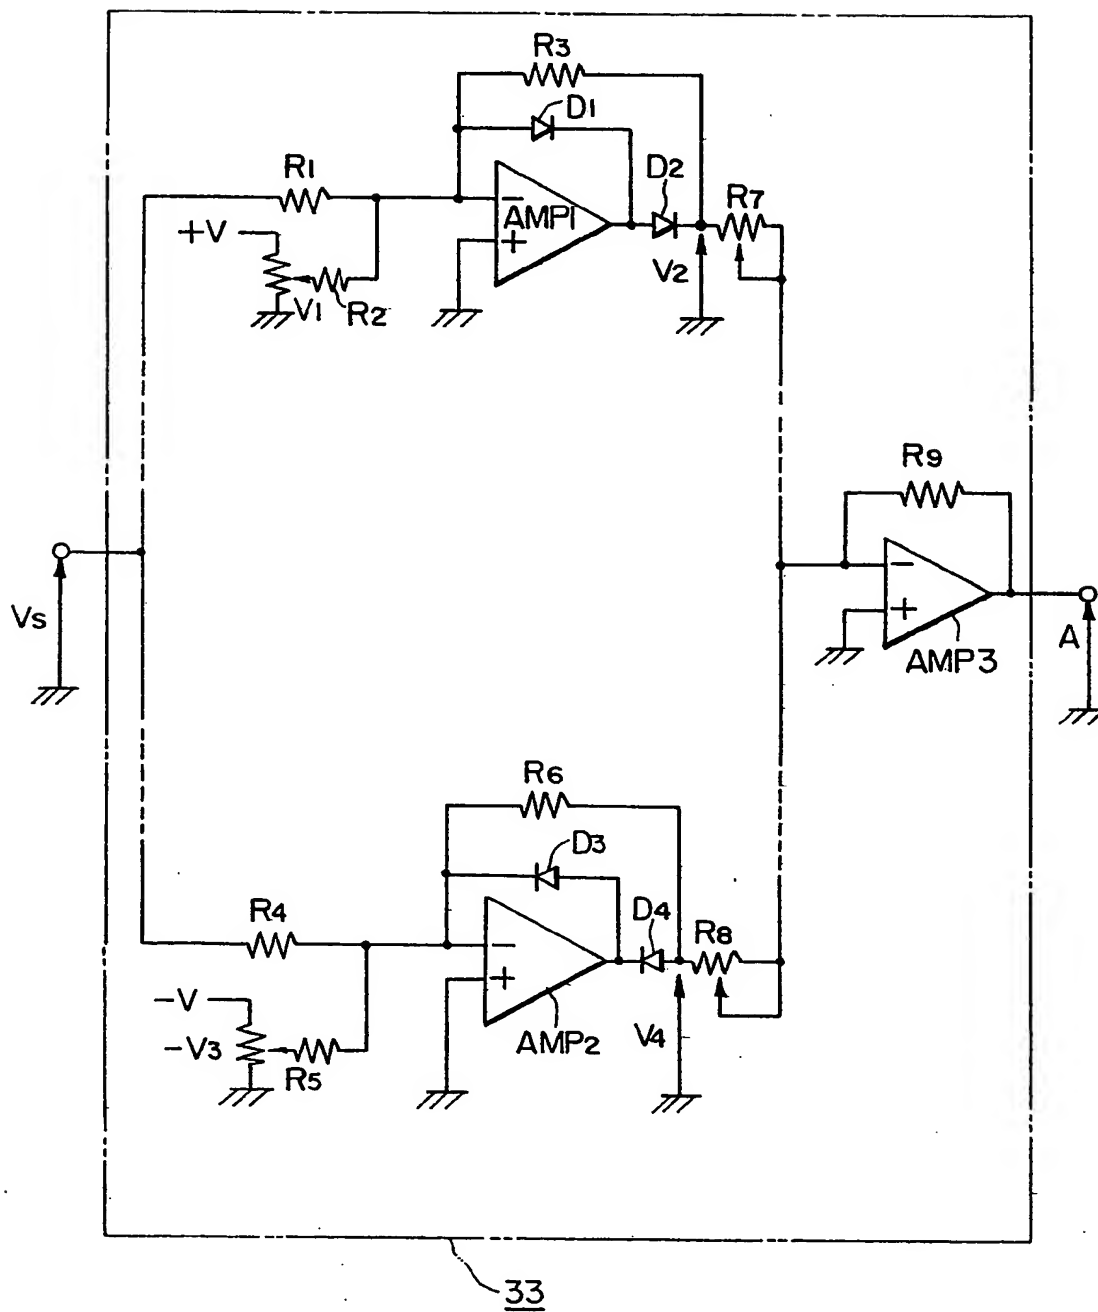 R3
D1
R1
D2
R7
AMP1
−
+
+V
V1
R2
V2
R9
−
+
Vs
AMP3
A
R6
D3
R4
D4
R8
−
+
-V
-V3
R5
AMP2
V4
33